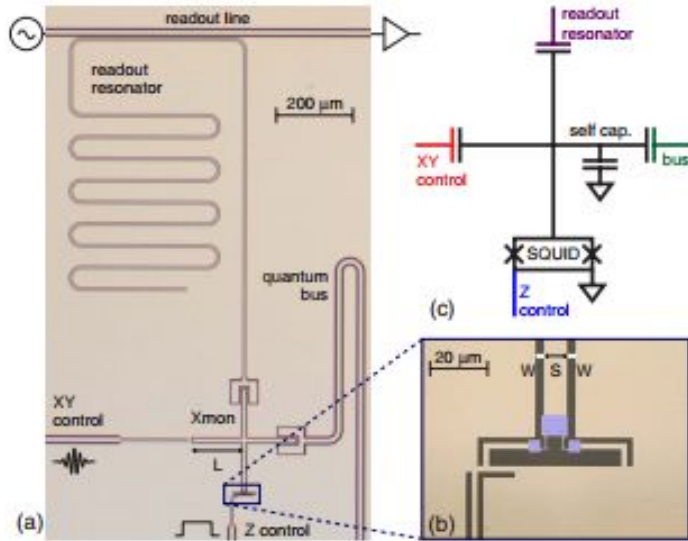 readout line
readout
resonator
200 μm
quantum
bus
XY
control
Xmon
L
(a)
Z control
readout
resonator
self cap.
XY
control
bus
SQUID
Z
control
(c)
20 μm
W S W
(b)